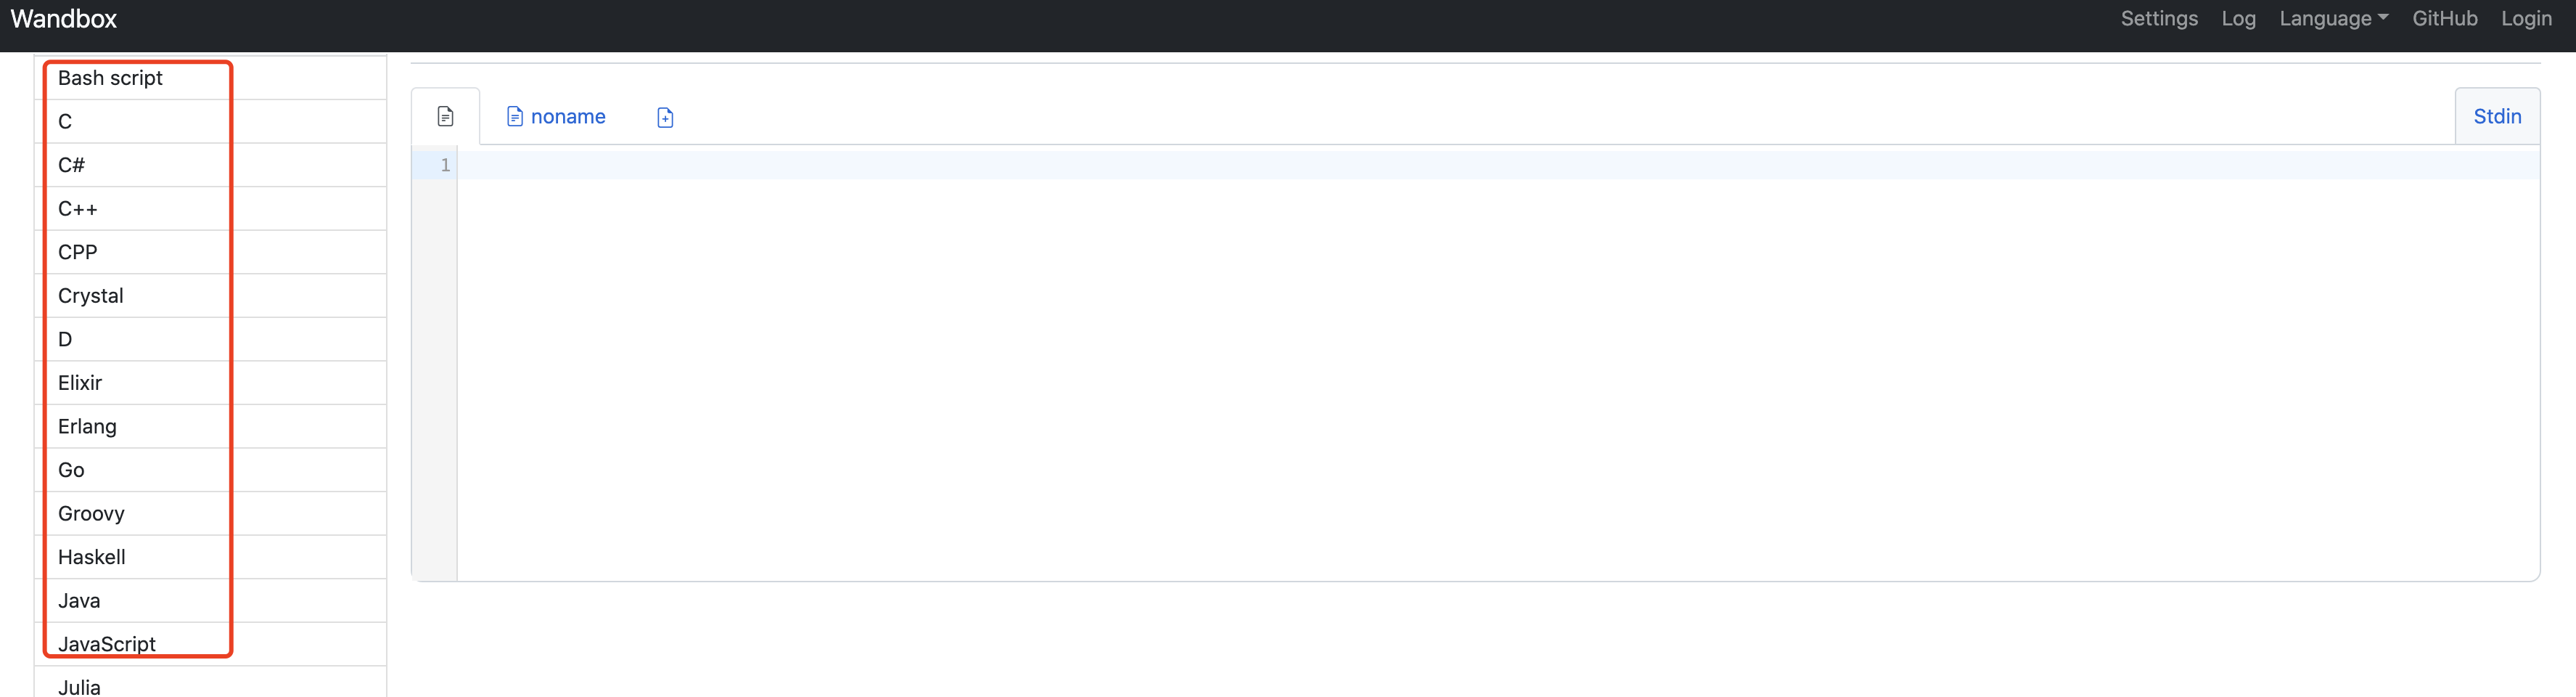 Wandbox
Settings Log Language GitHub Login
Bash script
C
C#
C++
CPP
Crystal
D
Elixir
Erlang
Go
Groovy
Haskell
Java
JavaScript
Julia
noname
Stdin
1